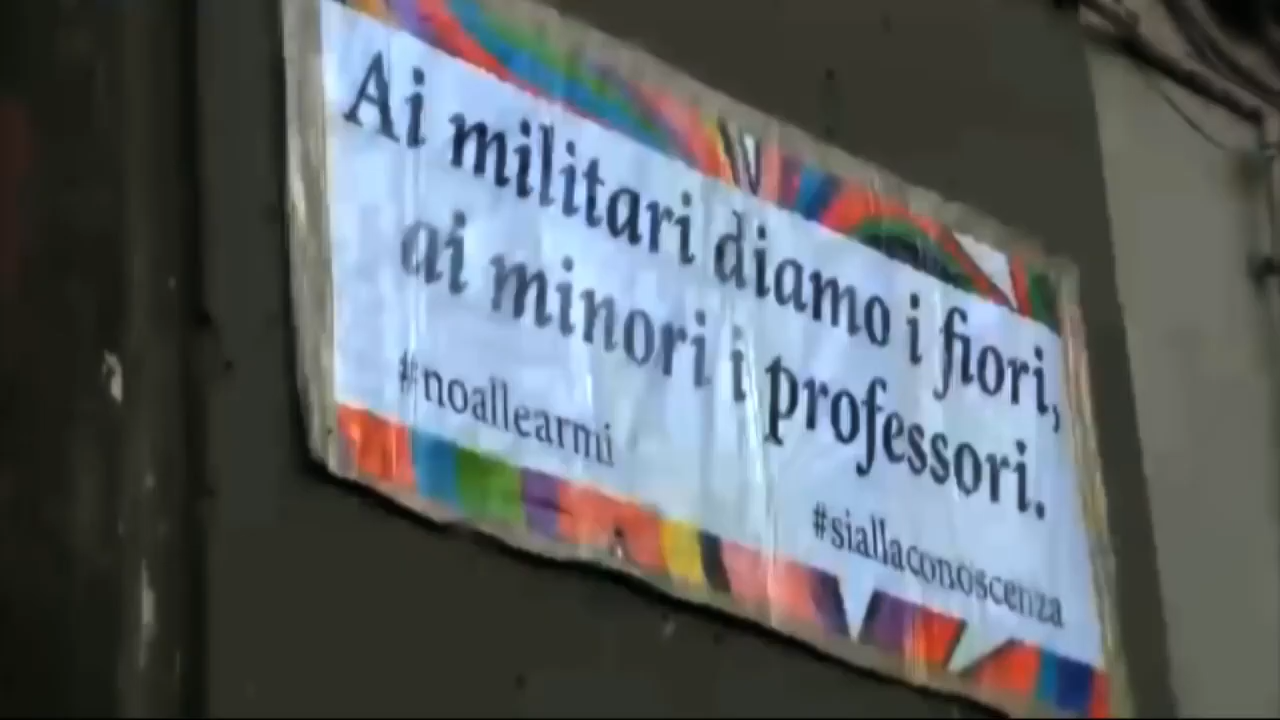 Ai militari diamo i fiori,
ai minori i professori.
#noallearmi
#siallaconoscenza